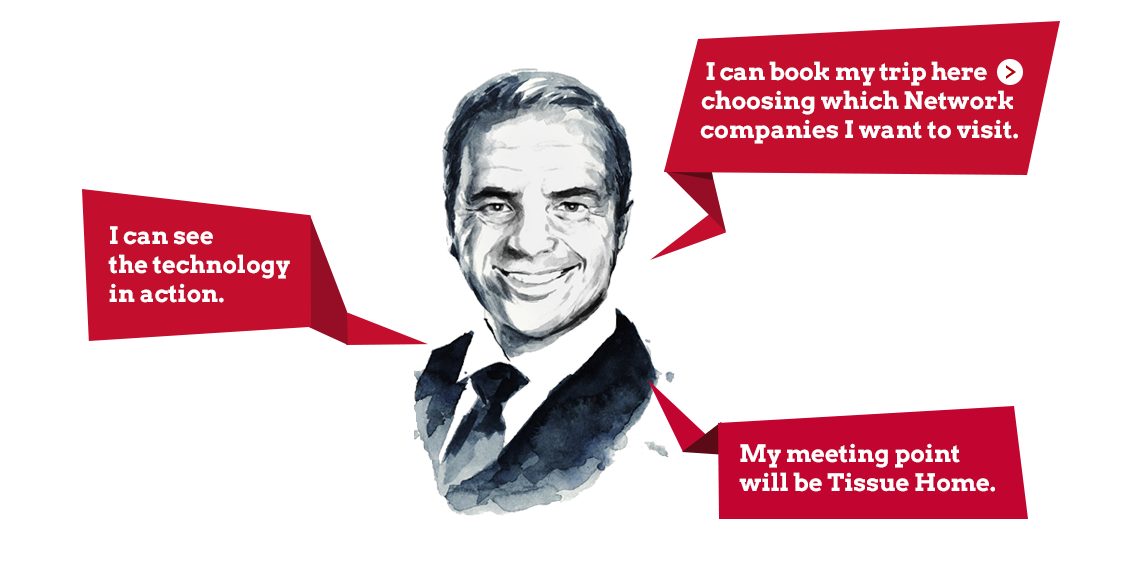 I can book my trip here
choosing which Network
companies I want to visit.
I can see
the technology
in action.
My meeting point
will be Tissue Home.